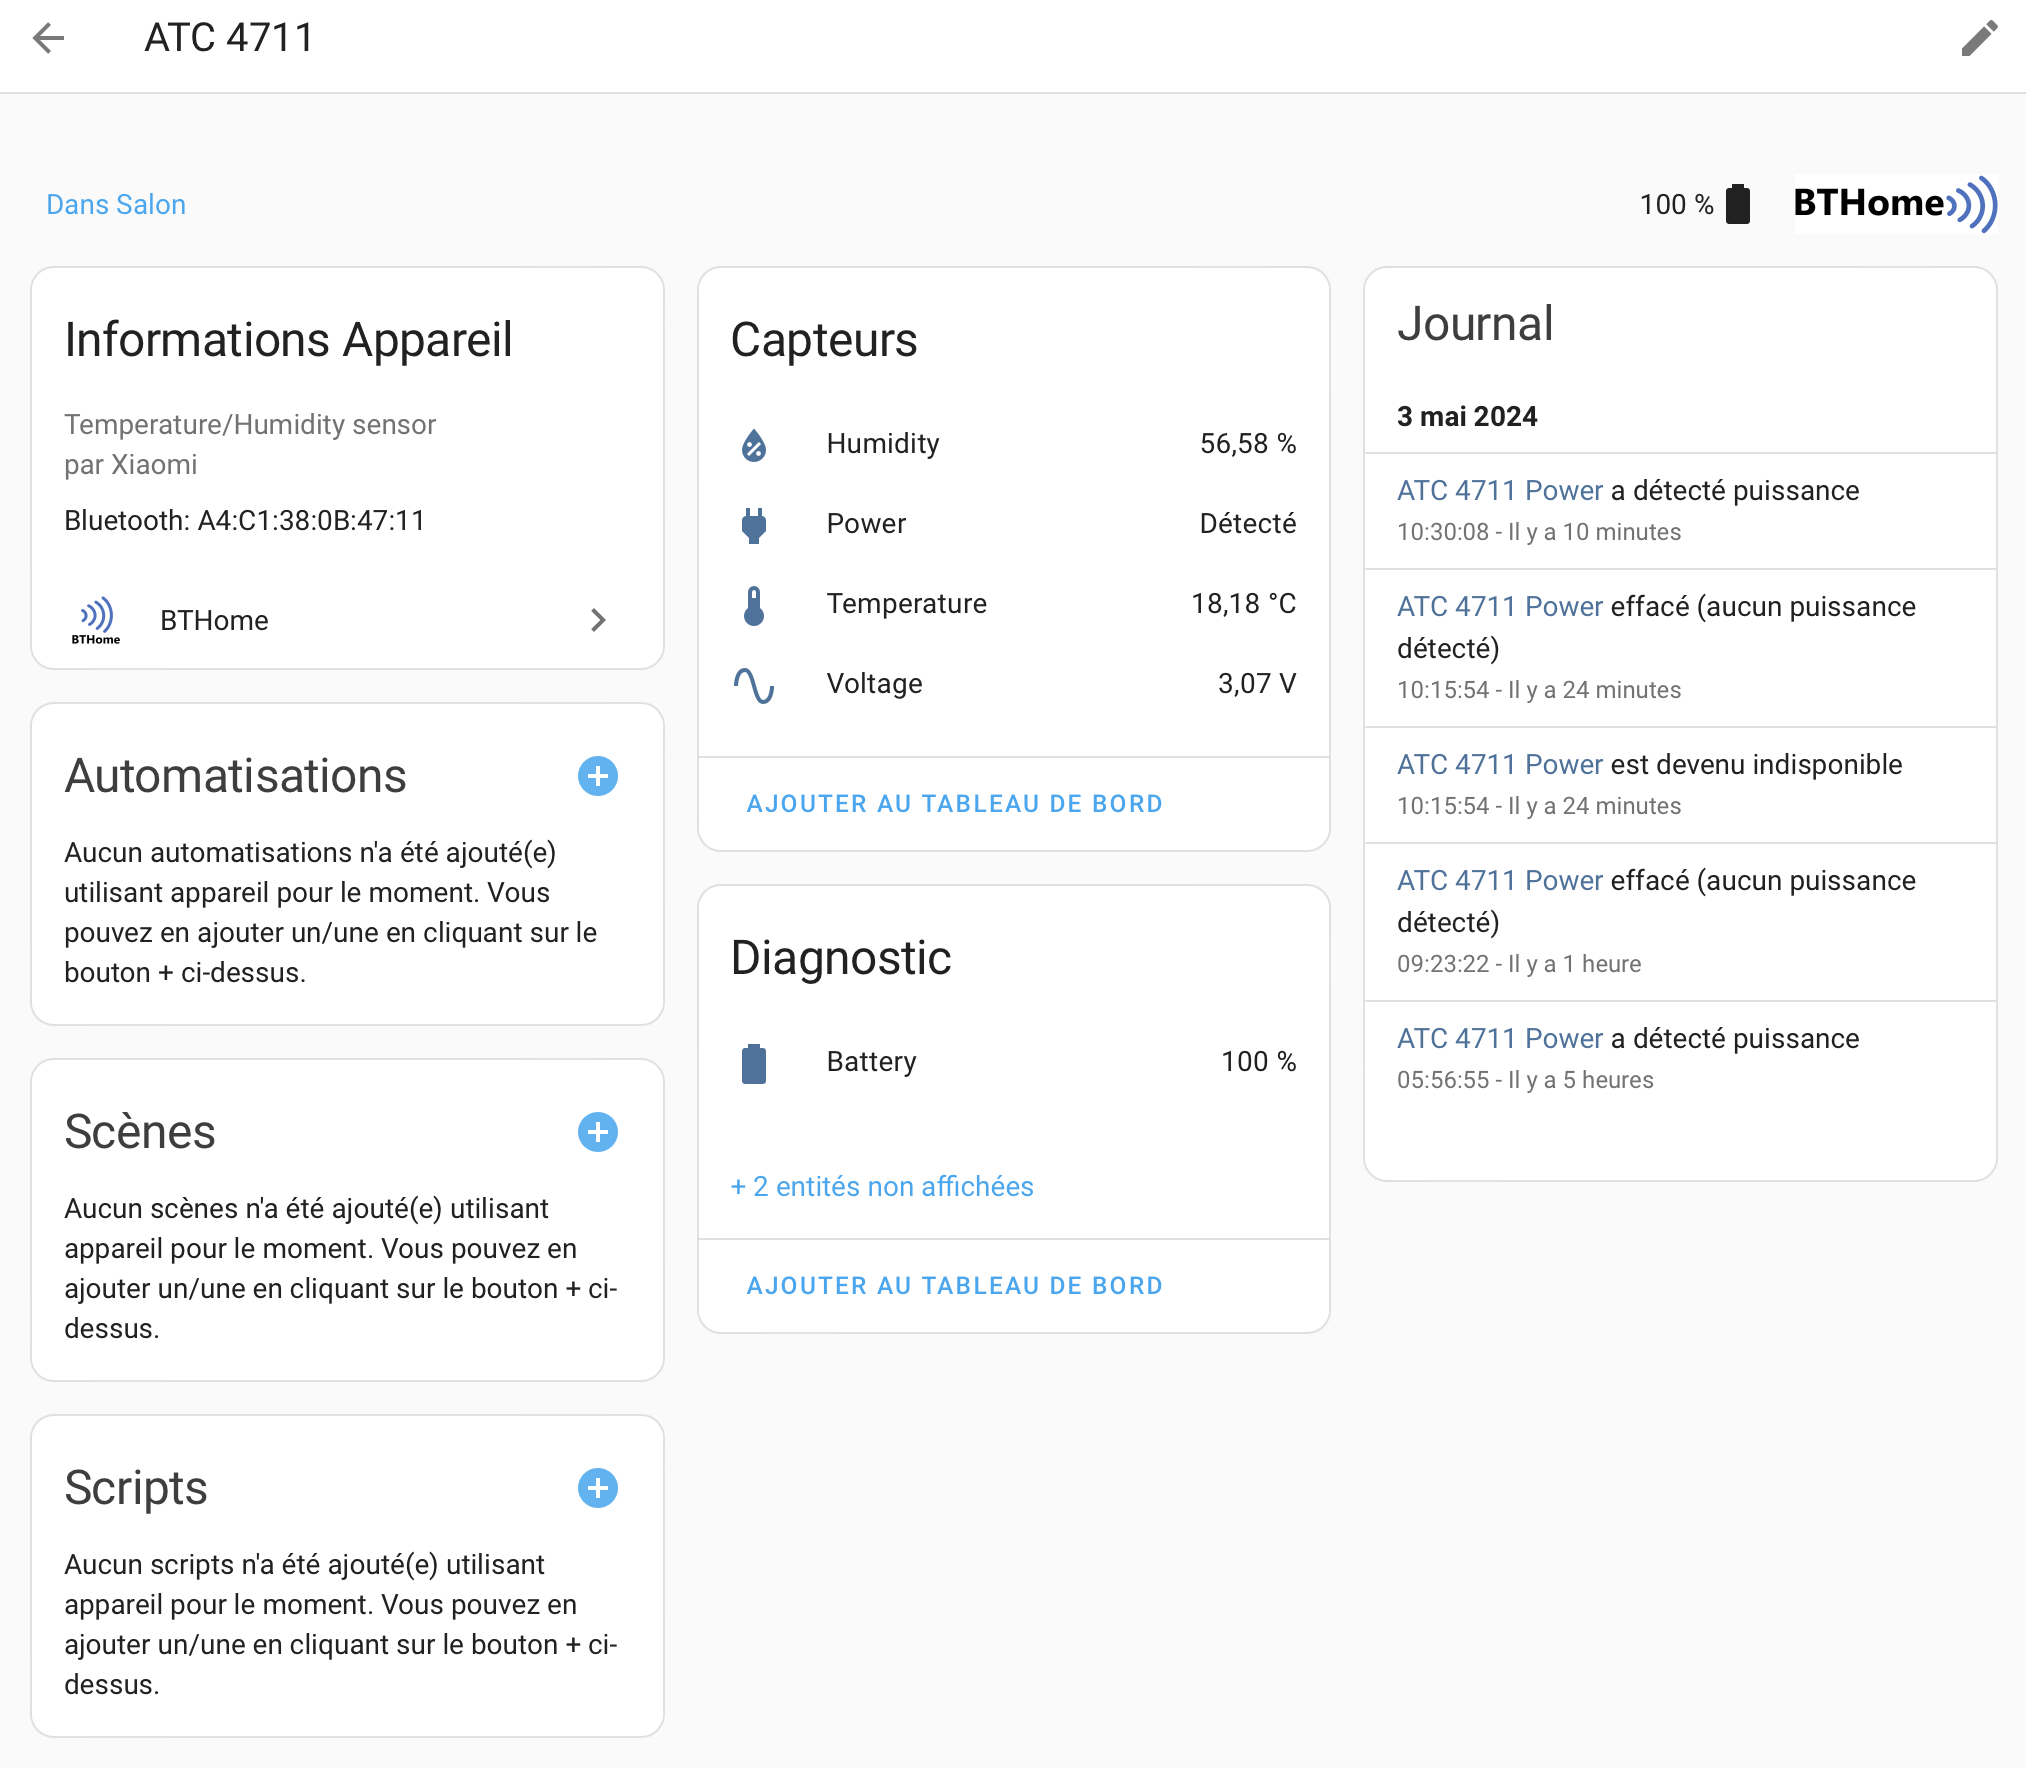 ATC 4711
Dans Salon
100 %
BTHome
Informations Appareil
Temperature/Humidity sensor
par Xiaomi
Bluetooth: A4:C1:38:0B:47:11
BTHome
BTHome
Automatisations
Aucun automatisations n'a été ajouté(e)
utilisant appareil pour le moment. Vous
pouvez en ajouter un/une en cliquant sur le
bouton + ci-dessus.
Scènes
Aucun scènes n'a été ajouté(e) utilisant
appareil pour le moment. Vous pouvez en
ajouter un/une en cliquant sur le bouton + ci-
dessus.
Scripts
Aucun scripts n'a été ajouté(e) utilisant
appareil pour le moment. Vous pouvez en
ajouter un/une en cliquant sur le bouton + ci-
dessus.
Capteurs
Humidity 56,58 %
Power Détecté
Temperature 18,18 °C
Voltage 3,07 V
AJOUTER AU TABLEAU DE BORD
Diagnostic
Battery 100 %
+ 2 entités non affichées
AJOUTER AU TABLEAU DE BORD
Journal
3 mai 2024
ATC 4711 Power a détecté puissance
10:30:08 - Il y a 10 minutes
ATC 4711 Power effacé (aucun puissance
détecté)
10:15:54 - Il y a 24 minutes
ATC 4711 Power est devenu indisponible
10:15:54 - Il y a 24 minutes
ATC 4711 Power effacé (aucun puissance
détecté)
09:23:22 - Il y a 1 heure
ATC 4711 Power a détecté puissance
05:56:55 - Il y a 5 heures